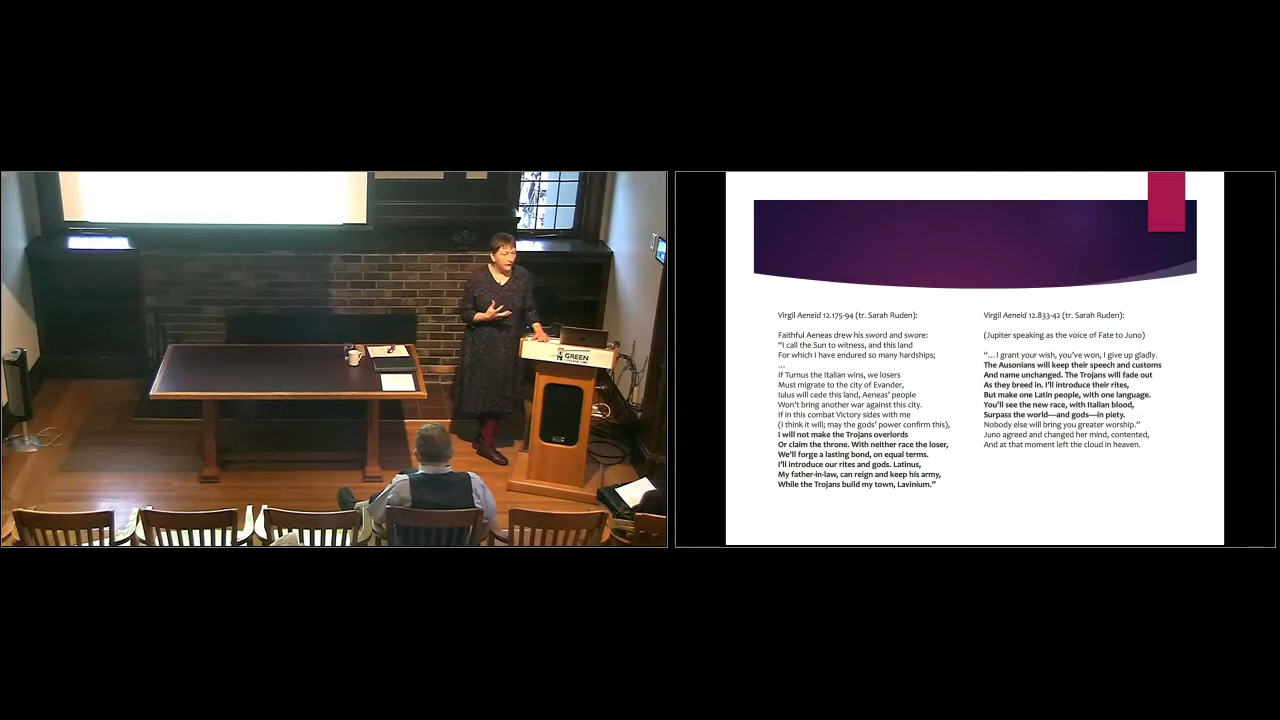 GREEN
Virgil Aeneid 12.175-94 (tr. Sarah Ruden):
Faithful Aeneas drew his sword and swore:
“I call the Sun to witness, and this land
For which I have endured so many hardships;
…
If Turnus the Italian wins, we losers
Must migrate to the city of Evander,
Iulus will cede this land, Aeneas’ people
Won’t bring another war against this city.
If in this combat Victory sides with me
(I think it will; may the gods’ power confirm this),
I will not make the Trojans overlords
Or claim the throne. With neither race the loser,
We’ll forge a lasting bond, on equal terms.
I’ll introduce our rites and gods. Latinus,
My father-in-law, can reign and keep his army,
While the Trojans build my town, Lavinium.”
Virgil Aeneid 12.833-42 (tr. Sarah Ruden):
(Jupiter speaking as the voice of Fate to Juno)
“… I grant your wish, you’ve won, I give up gladly.
The Ausonians will keep their speech and customs
And name unchanged. The Trojans will fade out
As they breed in. I’ll introduce their rites,
But make one Latin people, with one language.
You’ll see the new race, with Italian blood,
Surpass the world—and gods—in piety.
Nobody else will bring you greater worship.”
Juno agreed and changed her mind, contented,
And at that moment left the cloud in heaven.